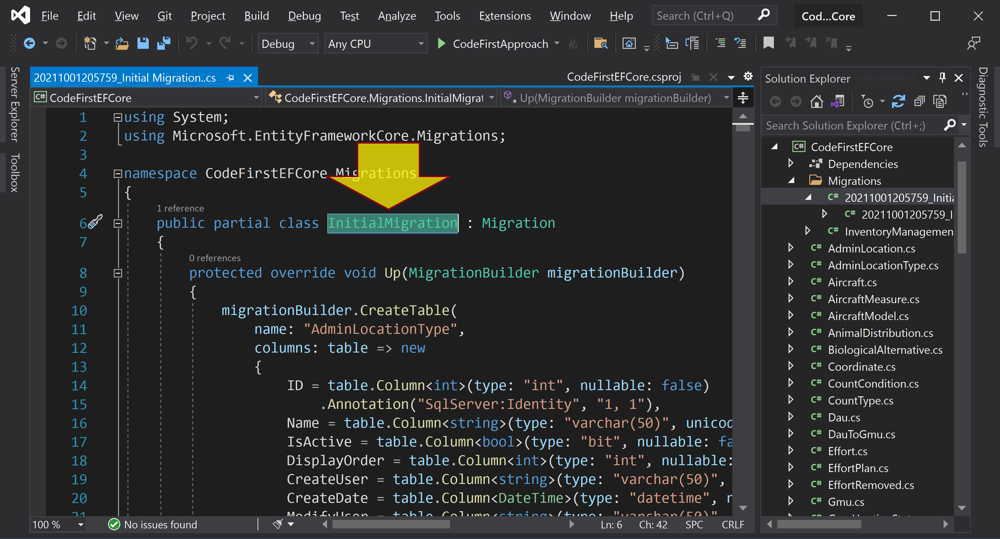 File Edit View Git Project Build Debug Test Analyze Tools Extensions Window Help Search (Ctrl+Q) Cod...Core
Debug Any CPU CodeFirstApproach
Server Explorer
Toolbox
20211001205759_Initial Migration..cs CodeFirstEFCore.csproj
C# CodeFirstEFCore CodeFirstEFCore.Migrations.InitialMigrat Up(MigrationBuilder migrationBuilder)
1 using System;
2 using Microsoft.EntityFrameworkCore.Migrations;
3
4 namespace CodeFirstEFCore.Migrations
5 {
1 reference
6 public partial class InitialMigration : Migration
7 {
0 references
8 protected override void Up(MigrationBuilder migrationBuilder)
9 {
10 migrationBuilder.CreateTable(
11 name: "AdminLocationType",
12 columns: table => new
13 {
14 ID = table.Column<int>(type: "int", nullable: false)
15 .Annotation("SqlServer:Identity", "1, 1"),
16 Name = table.Column<string>(type: "varchar(50)", unicod
17 IsActive = table.Column<bool>(type: "bit", nullable: fa
18 DisplayOrder = table.Column<int>(type: "int", nullable:
19 CreateUser = table.Column<string>(type: "varchar(50)",
20 CreateDate = table.Column<DateTime>(type: "datetime", n
21 ModifyUser = table.Column<string>(type: "varchar(50)"
100 % No issues found Ln: 6 Ch: 42 SPC CRLF
Solution Explorer
Search Solution Explorer (Ctrl+;)
C# CodeFirstEFCore
Dependencies
Migrations
C# 20211001205759_Initia
C# 20211001205759_I
C# InventoryManagemen
C# AdminLocation.cs
C# AdminLocationType.cs
C# Aircraft.cs
C# AircraftMeasure.cs
C# AircraftModel.cs
C# AnimalDistribution.cs
C# BiologicalAlternative.cs
C# Coordinate.cs
C# CountCondition.cs
C# CountType.cs
C# Dau.cs
C# DauToGmu.cs
C# Effort.cs
C# EffortPlan.cs
C# EffortRemoved.cs
C# Gmu.cs
Diagnostic Tools